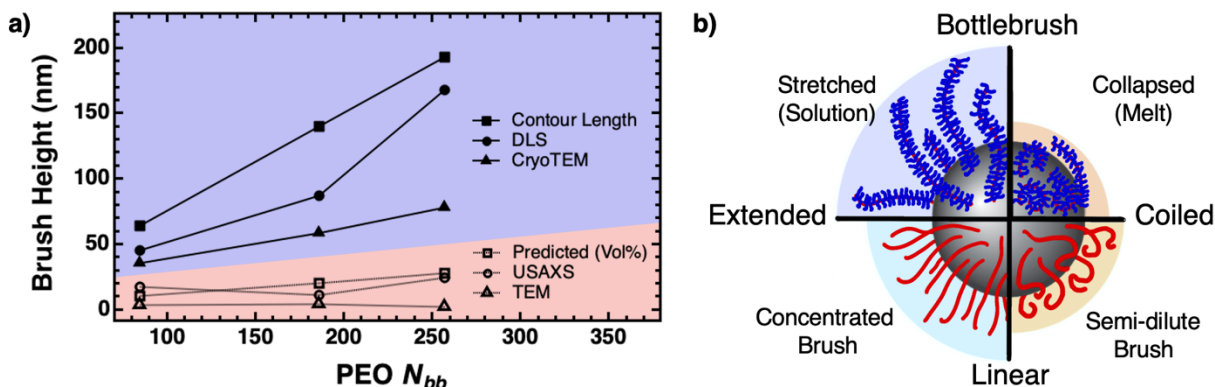 a)
Brush Height (nm)
200
150
100
50
0
Contour Length
DLS
CryoTEM
Predicted (Vol%)
USAXS
TEM
100
150
200
250
300
350
PEO Nbb
b)
Bottlebrush
Stretched
(Solution)
Collapsed
(Melt)
Extended
Coiled
Concentrated
Brush
Semi-dilute
Brush
Linear